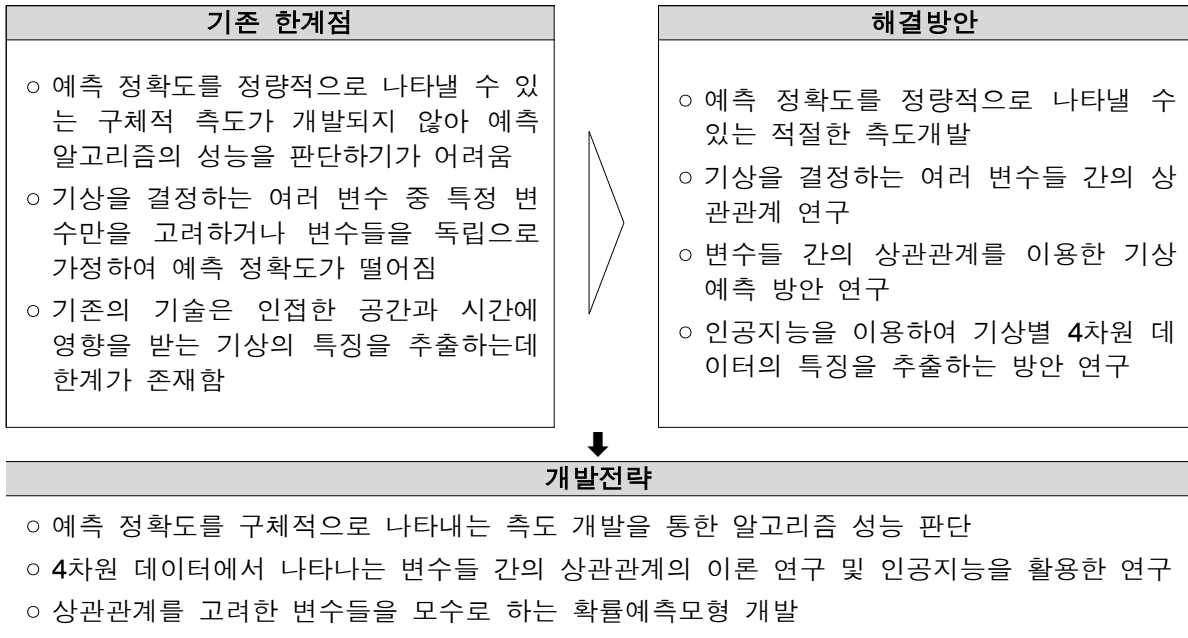 기존 한계점
○ 예측 정확도를 정량적으로 나타낼 수 있
는 구체적 측도가 개발되지 않아 예측
알고리즘의 성능을 판단하기가 어려움
○ 기상을 결정하는 여러 변수 중 특정 변
수만을 고려하거나 변수들을 독립으로
가정하여 예측 정확도가 떨어짐
○ 기존의 기술은 인접한 공간과 시간에
영향을 받는 기상의 특징을 추출하는데
한계가 존재함
해결방안
○ 예측 정확도를 정량적으로 나타낼 수
있는 적절한 측도개발
○ 기상을 결정하는 여러 변수들 간의 상
관관계 연구
○ 변수들 간의 상관관계를 이용한 기상
예측 방안 연구
○ 인공지능을 이용하여 기상별 4차원 데
이터의 특징을 추출하는 방안 연구
개발전략
○ 예측 정확도를 구체적으로 나타내는 측도 개발을 통한 알고리즘 성능 판단
○ 4차원 데이터에서 나타나는 변수들 간의 상관관계의 이론 연구 및 인공지능을 활용한 연구
○ 상관관계를 고려한 변수들을 모수로 하는 확률예측모형 개발